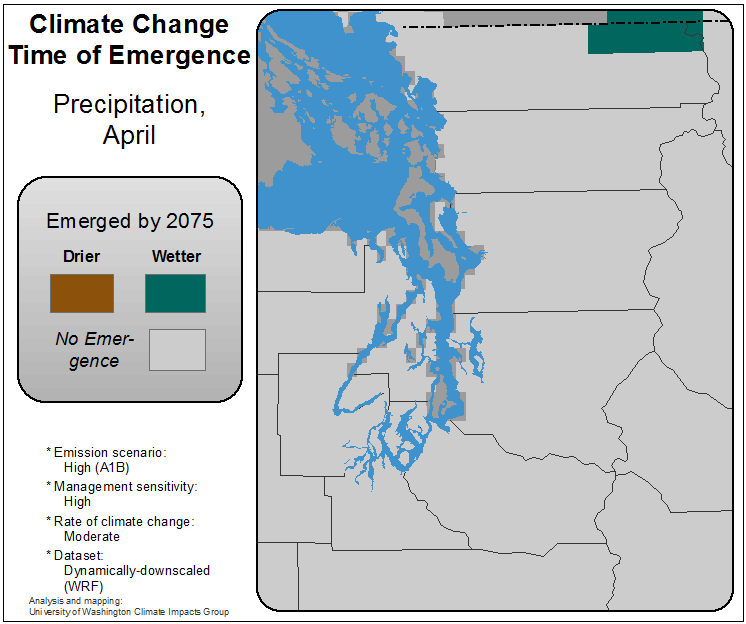 Climate Change
Time of Emergence
Precipitation,
April
Emerged by 2075
Drier Wetter
No Emer-
gence
* Emission scenario:
High (A1B)
* Management sensitivity:
High
* Rate of climate change:
Moderate
* Dataset:
Dynamically-downscaled
(WRF)
Analysis and mapping:
University of Washington Climate Impacts Group